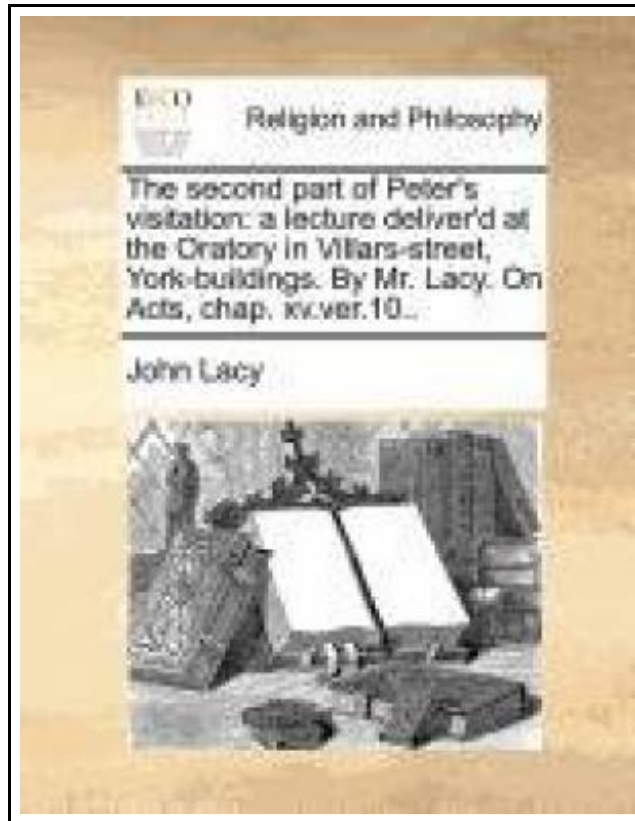 ECCO
Religion and Philosophy
The second part of Peter's
visitation: a lecture deliver'd at
the Oratory in Villars-street,
York-buildings. By Mr. Lacy. On
Acts, chap. xv.ver.10..
John Lacy